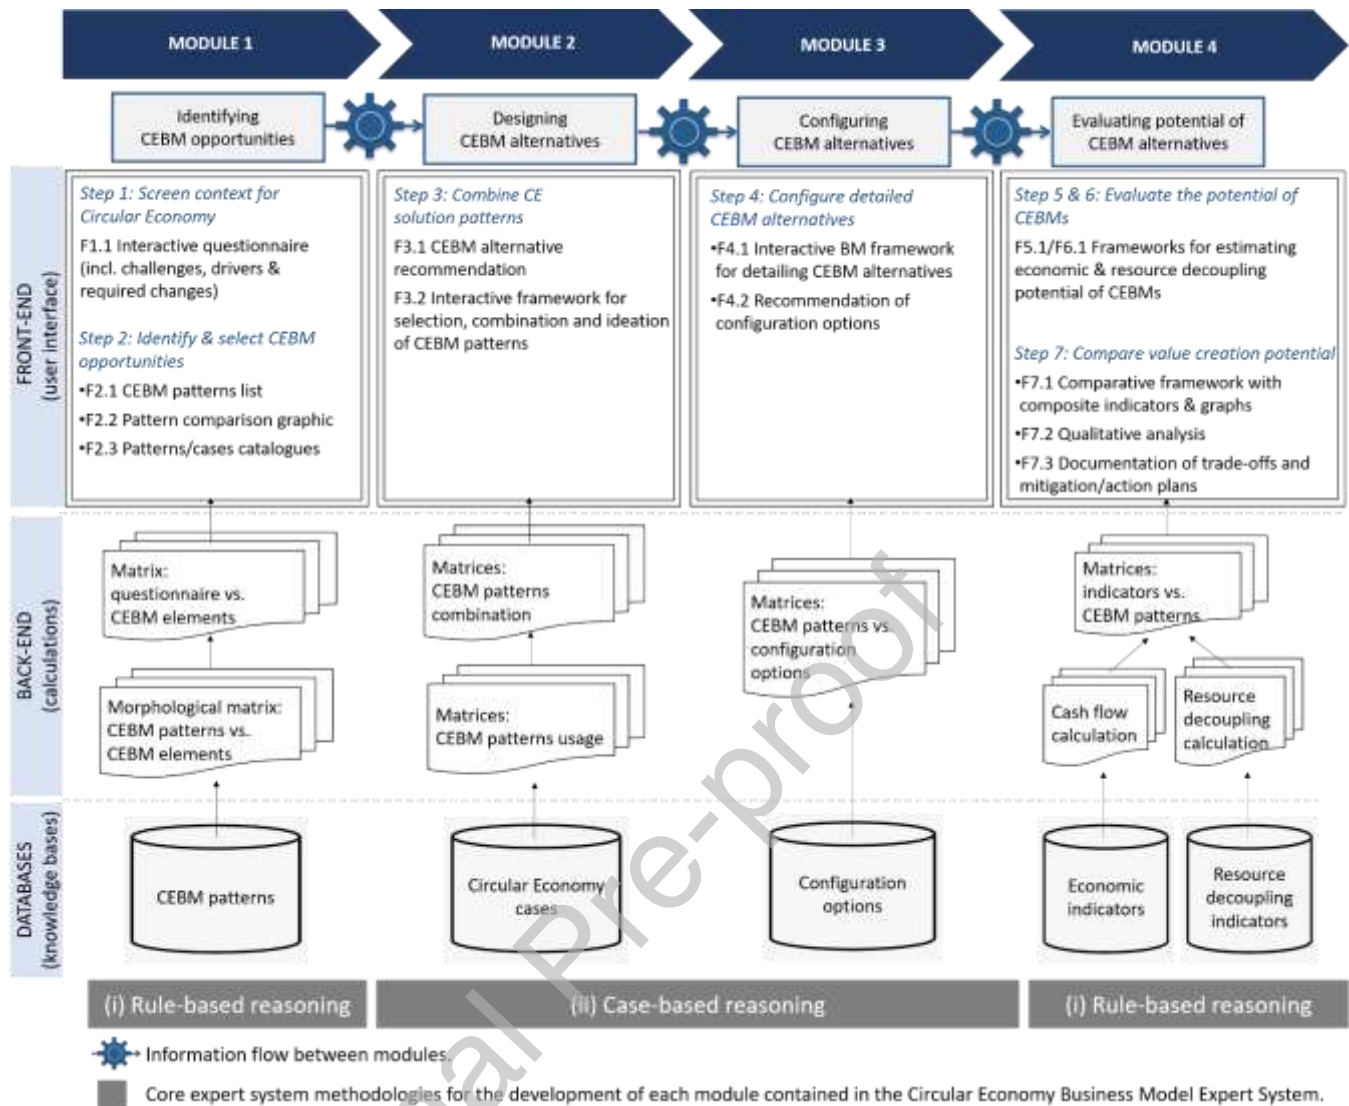 MODULE 1
MODULE 2
MODULE 3
MODULE 4
Identifying
CEBM opportunities
Designing
CEBM alternatives
Configuring
CEBM alternatives
Evaluating potential of
CEBM alternatives
FRONT-END
(user interface)
Step 1: Screen context for
Circular Economy
F1.1 Interactive questionnaire
(incl. challenges, drivers &
required changes)
Step 2: Identify & select CEBM
opportunities
•F2.1 CEBM patterns list
•F2.2 Pattern comparison graphic
•F2.3 Patterns/cases catalogues
Step 3: Combine CE
solution patterns
F3.1 CEBM alternative
recommendation
F3.2 Interactive framework for
selection, combination and ideation
of CEBM patterns
Step 4: Configure detailed
CEBM alternatives
•F4.1 Interactive BM framework
for detailing CEBM alternatives
•F4.2 Recommendation of
configuration options
Step 5 & 6: Evaluate the potential of
CEBMs
F5.1/F6.1 Frameworks for estimating
economic & resource decoupling
potential of CEBMs
Step 7: Compare value creation potential
•F7.1 Comparative framework with
composite indicators & graphs
•F7.2 Qualitative analysis
•F7.3 Documentation of trade-offs and
mitigation/action plans
BACK-END
(calculations)
Matrix:
questionnaire vs.
CEBM elements
Morphological matrix:
CEBM patterns vs.
CEBM elements
Matrices:
CEBM patterns
combination
Matrices:
CEBM patterns usage
Matrices:
CEBM patterns vs.
configuration
options
Matrices:
indicators vs.
CEBM patterns
Cash flow
calculation
Resource
decoupling
calculation
DATABASES
(knowledge bases)
CEBM patterns
Circular Economy
cases
Configuration
options
Economic
indicators
Resource
decoupling
indicators
(i) Rule-based reasoning
(ii) Case-based reasoning
(i) Rule-based reasoning
Information flow between modules.
Core expert system methodologies for the development of each module contained in the Circular Economy Business Model Expert System.
nal Pre-proof